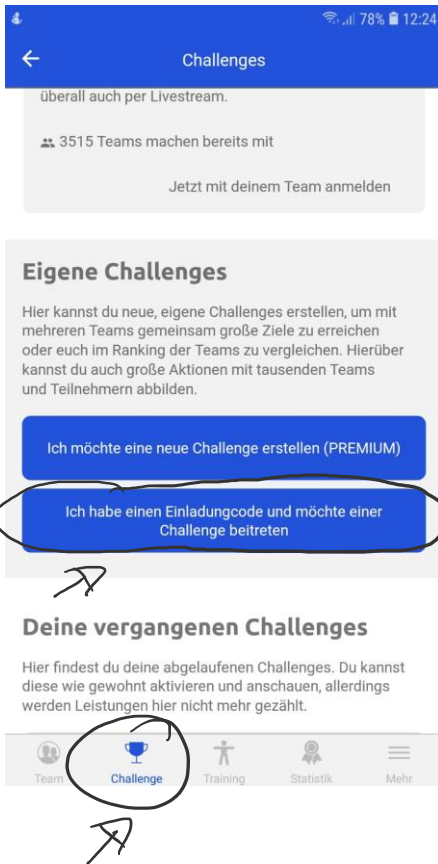 78% 12:24
Challenges
überall auch per Livestream.
3515 Teams machen bereits mit
Jetzt mit deinem Team anmelden
Eigene Challenges
Hier kannst du neue, eigene Challenges erstellen, um mit
mehreren Teams gemeinsam große Ziele zu erreichen
oder euch im Ranking der Teams zu vergleichen. Hierüber
kannst du auch große Aktionen mit tausenden Teams
und Teilnehmern abbilden.
Ich möchte eine neue Challenge erstellen (PREMIUM)
Ich habe einen Einladungcode und möchte einer
Challenge beitreten
Deine vergangenen Challenges
Hier findest du deine abgelaufenen Challenges. Du kannst
diese wie gewohnt aktivieren und anschauen, allerdings
werden Leistungen hier nicht mehr gezählt.
Team Challenge Training Statistik Mehr